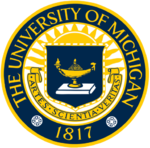 THE UNIVERSITY OF MICHIGAN
ARTES SCIENTIA VERITAS
1817